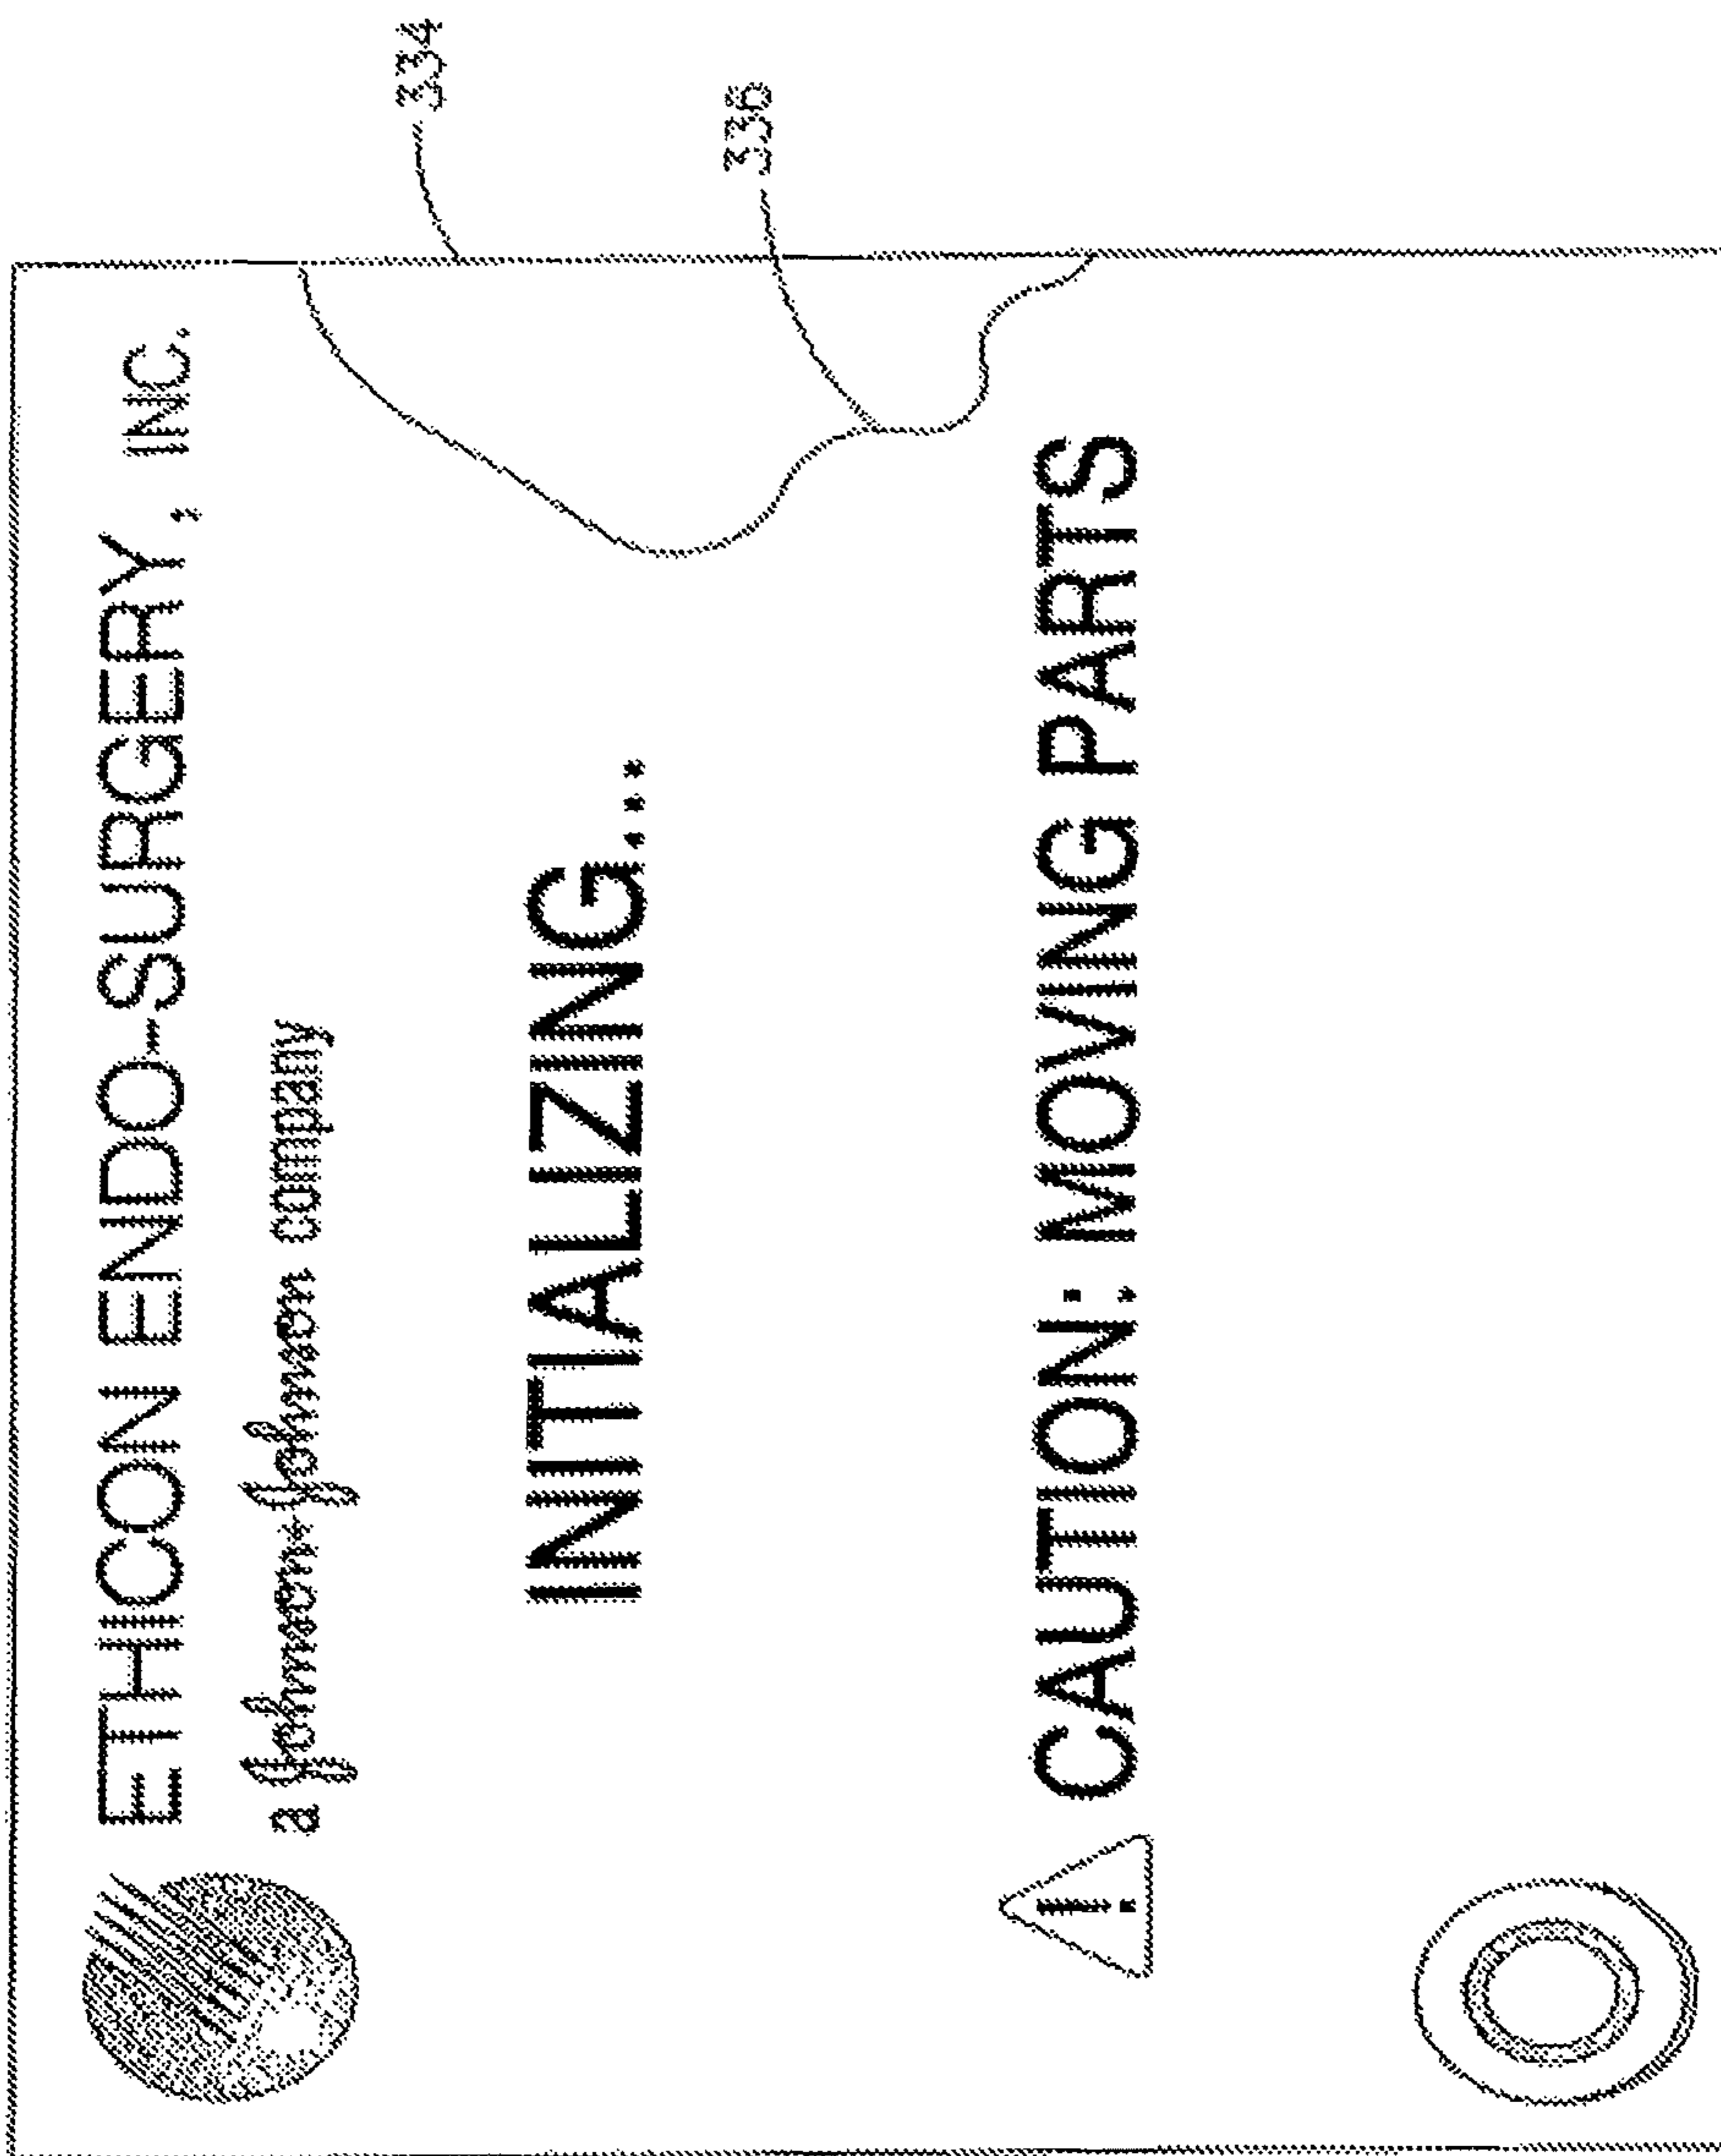 ETHICON ENDO-SURGERY, INC.
a Johnson+Johnson company
INITIALIZING...
! CAUTION: MOVING PARTS
334
336